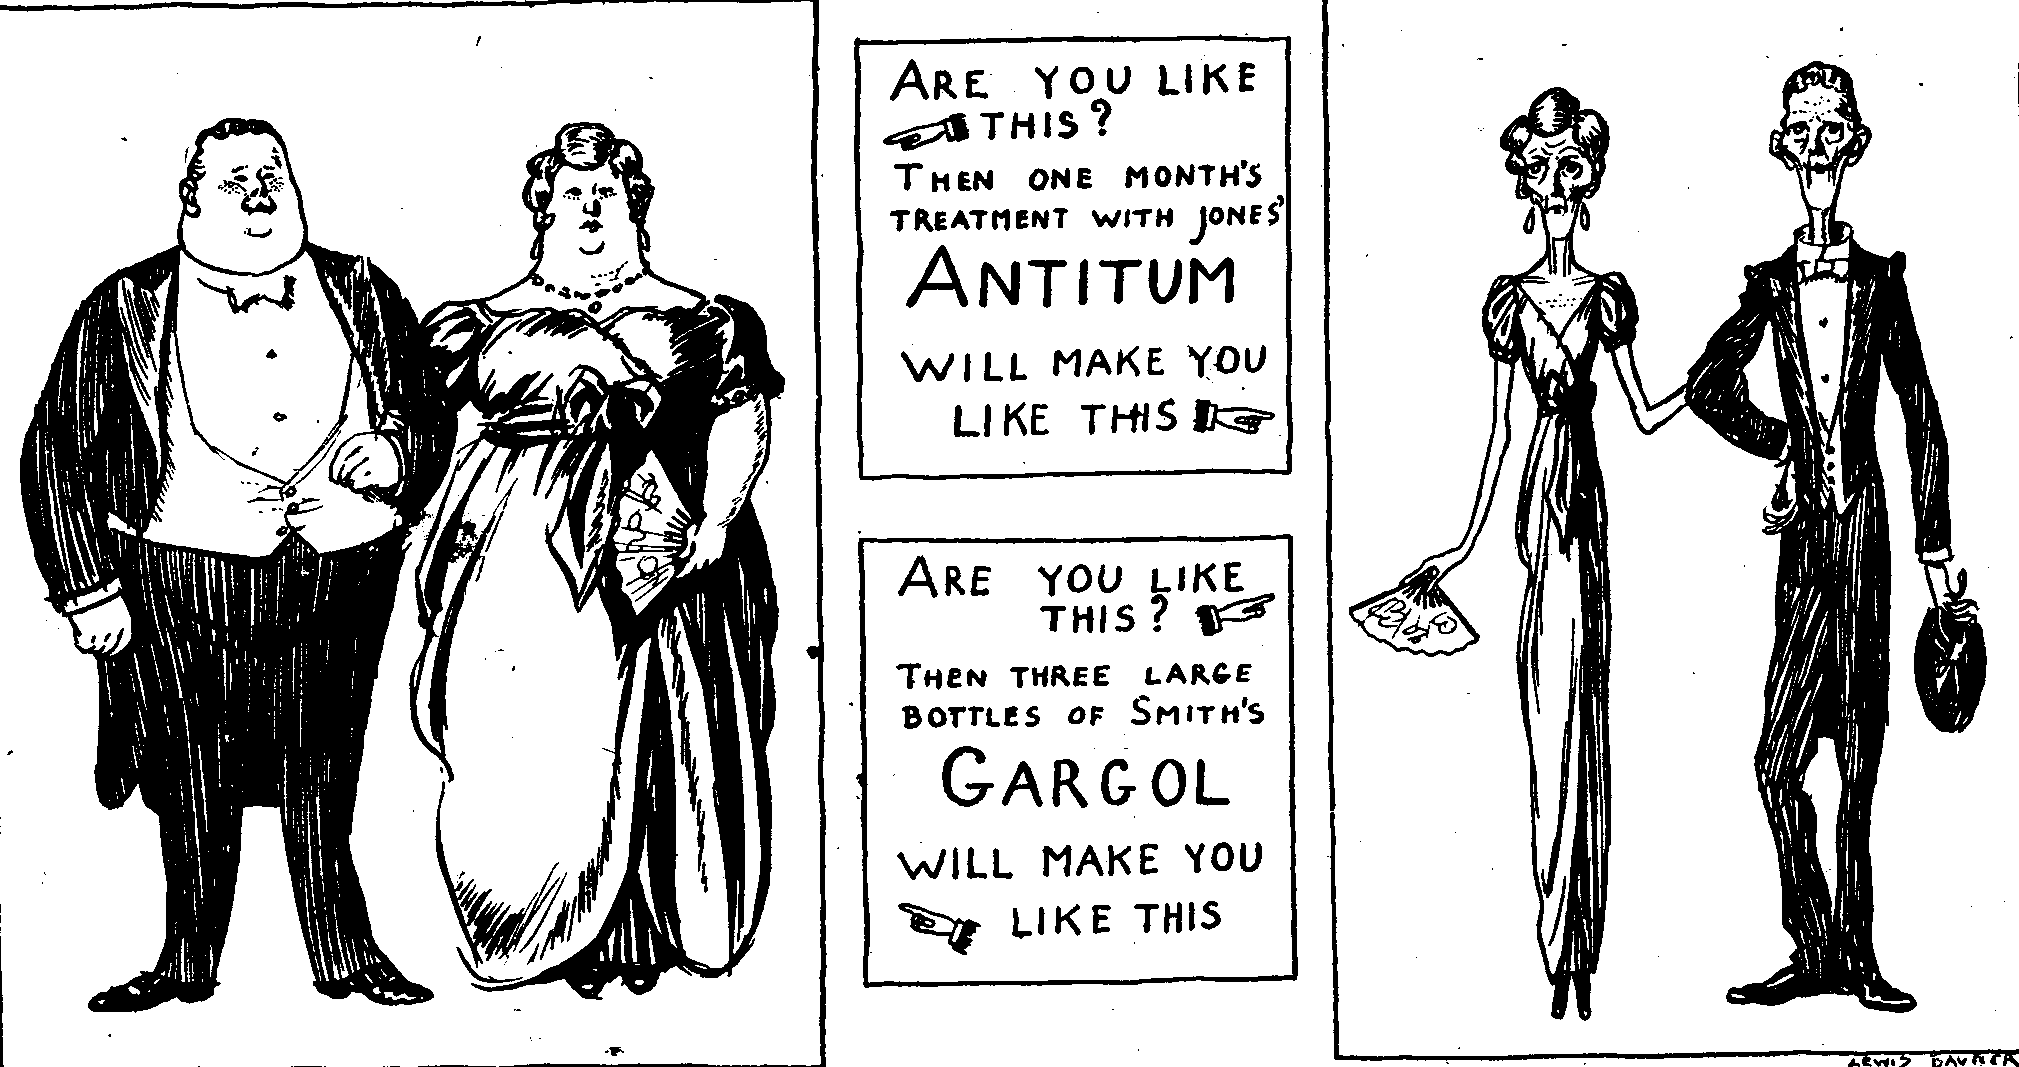 ARE YOU LIKE
THIS?
THEN ONE MONTH'S
TREATMENT WITH JONES'
ANTITUM
WILL MAKE YOU
LIKE THIS
ARE YOU LIKE
THIS?
THEN THREE LARGE
BOTTLES OF SMITH'S
GARGOL
WILL MAKE YOU
LIKE THIS
LEWIS